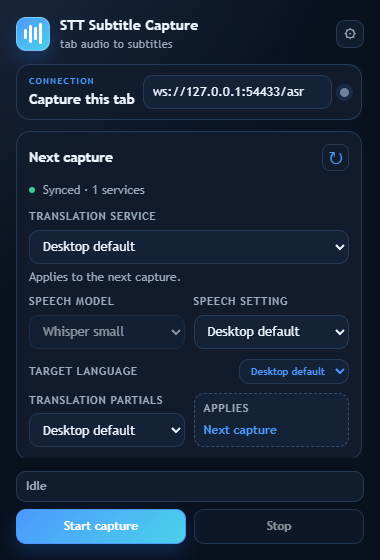 STT Subtitle Capture
tab audio to subtitles
CONNECTION
Capture this tab
ws://127.0.0.1:54433/asr
Next capture
Synced · 1 services
TRANSLATION SERVICE
Desktop default
Applies to the next capture.
SPEECH MODEL
SPEECH SETTING
Whisper small
Desktop default
TARGET LANGUAGE
Desktop default
TRANSLATION PARTIALS
Desktop default
APPLIES
Next capture
Idle
Start capture
Stop